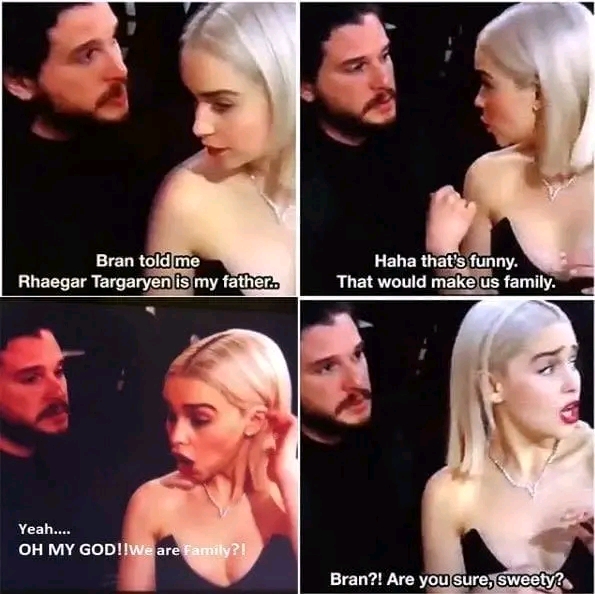 Bran told me
Rhaegar Targaryen is my father..
Haha that's funny.
That would make us family.
Yeah....
OH MY GOD!!We are Family?!
Bran?! Are you sure, sweety?